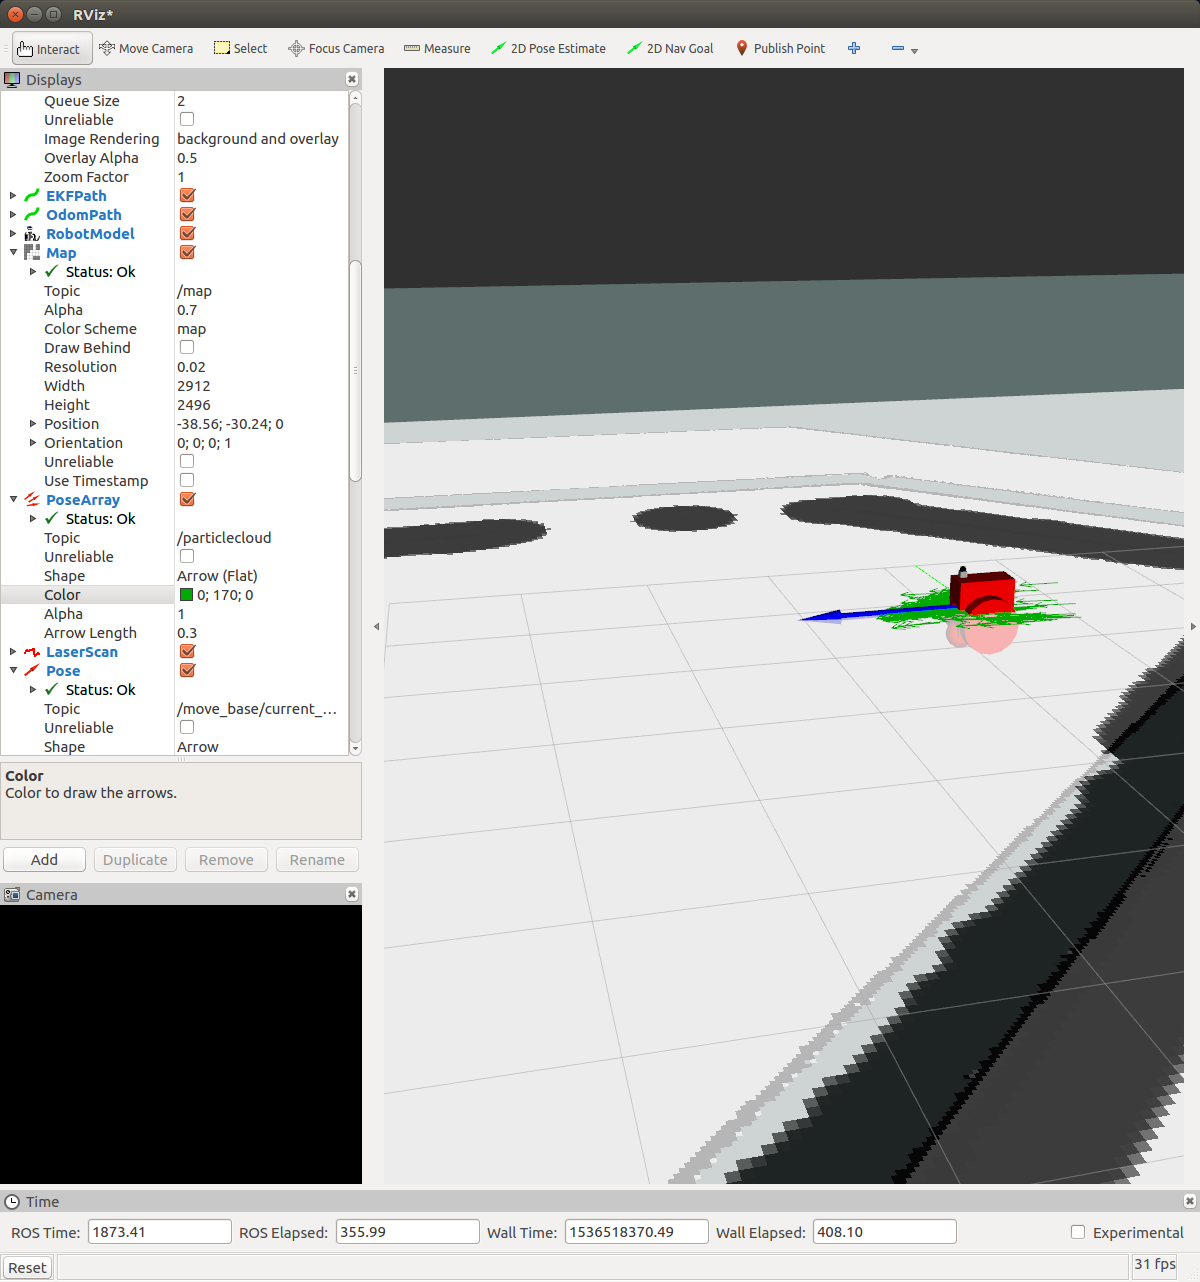 RViz*
Interact Move Camera Select Focus Camera Measure 2D Pose Estimate 2D Nav Goal Publish Point
Displays
Queue Size 2
Unreliable
Image Rendering background and overlay
Overlay Alpha 0.5
Zoom Factor 1
EKFPath
OdomPath
RobotModel
Map
Status: Ok
Topic /map
Alpha 0.7
Color Scheme map
Draw Behind
Resolution 0.02
Width 2912
Height 2496
Position -38.56; -30.24; 0
Orientation 0; 0; 0; 1
Unreliable
Use Timestamp
PoseArray
Status: Ok
Topic /particlecloud
Unreliable
Shape Arrow (Flat)
Color 0; 170; 0
Alpha 1
Arrow Length 0.3
LaserScan
Pose
Status: Ok
Topic /move_base/current_...
Unreliable
Shape Arrow
Color
Color to draw the arrows.
Add Duplicate Remove Rename
Camera
Time
ROS Time: 1873.41 ROS Elapsed: 355.99 Wall Time: 1536518370.49 Wall Elapsed: 408.10 Experimental
Reset 31 fps